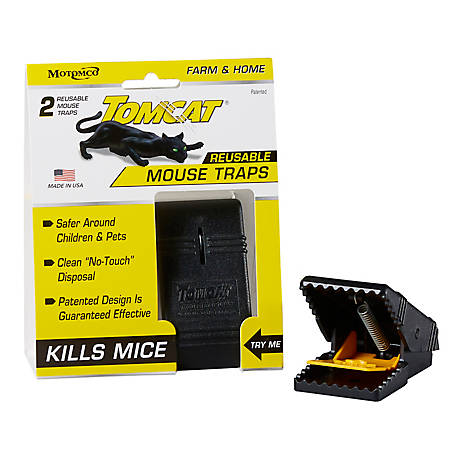 MOTOMCO
FARM & HOME
2 REUSABLE
MOUSE
TRAPS
TOMCAT®
Patented
REUSABLE
MOUSE TRAPS
MADE IN USA
Safer Around
Children & Pets
Clean "No-Touch"
Disposal
Patented Design Is
Guaranteed Effective
TOMCAT
KILLS MICE
TRY ME